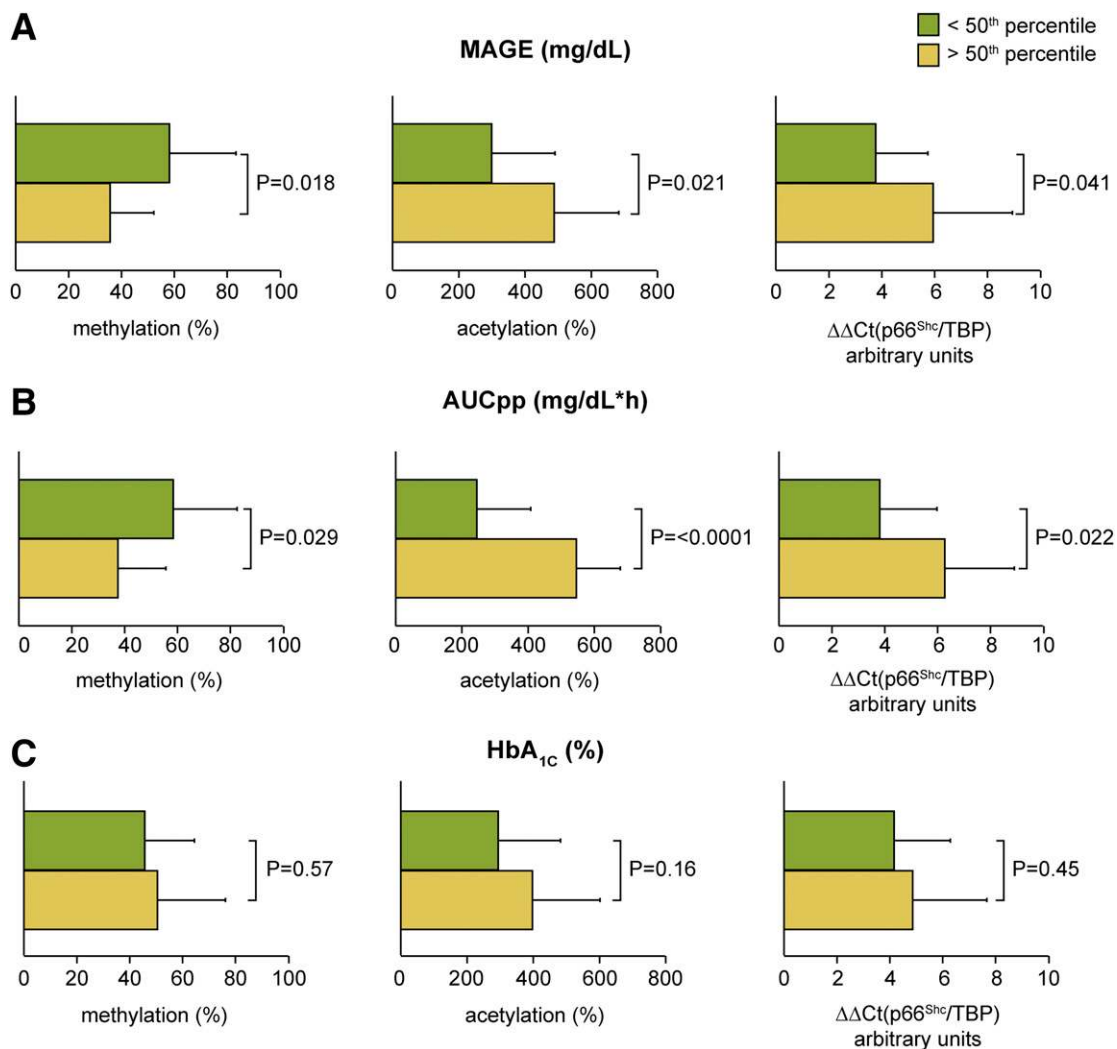 A
MAGE (mg/dL)
< 50th percentile
> 50th percentile
P=0.018
P=0.021
P=0.041
0 20 40 60 80 100
0 200 400 600 800
0 2 4 6 8 10
methylation (%)
acetylation (%)
ΔΔCt(p66Shc/TBP)
arbitrary units
B
AUCpp (mg/dL*h)
P=0.029
P=<0.0001
P=0.022
0 20 40 60 80 100
0 200 400 600 800
0 2 4 6 8 10
methylation (%)
acetylation (%)
ΔΔCt(p66Shc/TBP)
arbitrary units
C
HbA1C (%)
P=0.57
P=0.16
P=0.45
0 20 40 60 80 100
0 200 400 600 800
0 2 4 6 8 10
methylation (%)
acetylation (%)
ΔΔCt(p66Shc/TBP)
arbitrary units